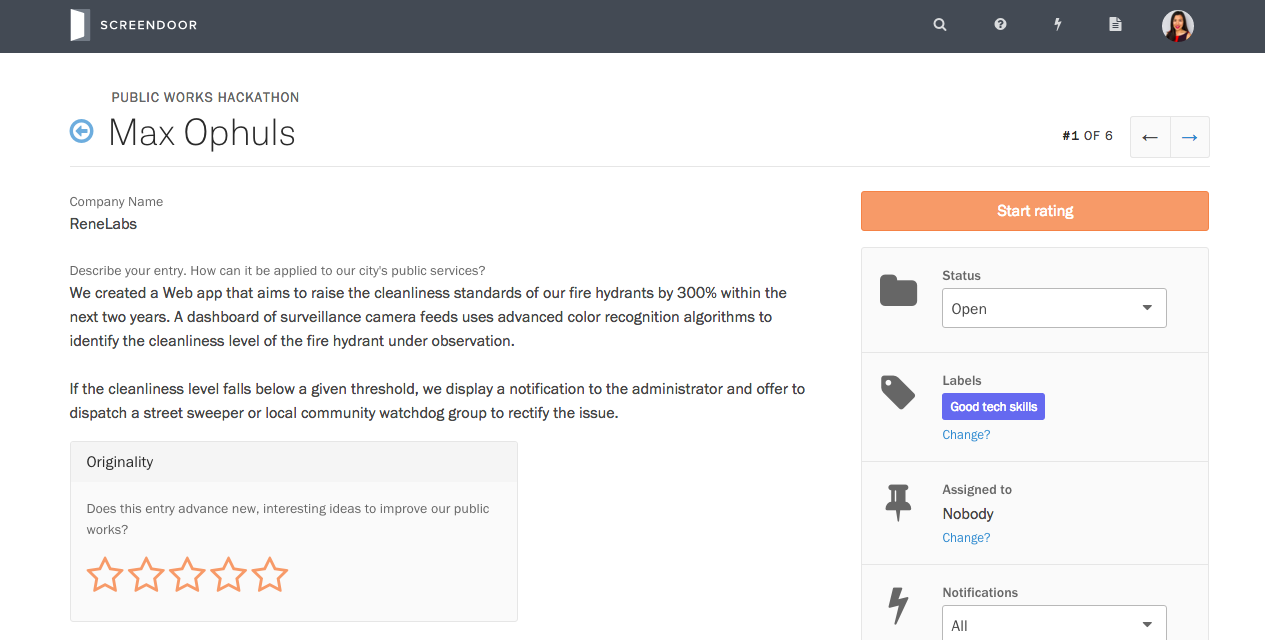 SCREENDOOR
PUBLIC WORKS HACKATHON
Max Ophuls
#1 OF 6
Company Name
ReneLabs
Describe your entry. How can it be applied to our city's public services?
We created a Web app that aims to raise the cleanliness standards of our fire hydrants by 300% within the
next two years. A dashboard of surveillance camera feeds uses advanced color recognition algorithms to
identify the cleanliness level of the fire hydrant under observation.
If the cleanliness level falls below a given threshold, we display a notification to the administrator and offer to
dispatch a street sweeper or local community watchdog group to rectify the issue.
Originality
Does this entry advance new, interesting ideas to improve our public
works?
Start rating
Status
Open
Labels
Good tech skills
Change?
Assigned to
Nobody
Change?
Notifications
All